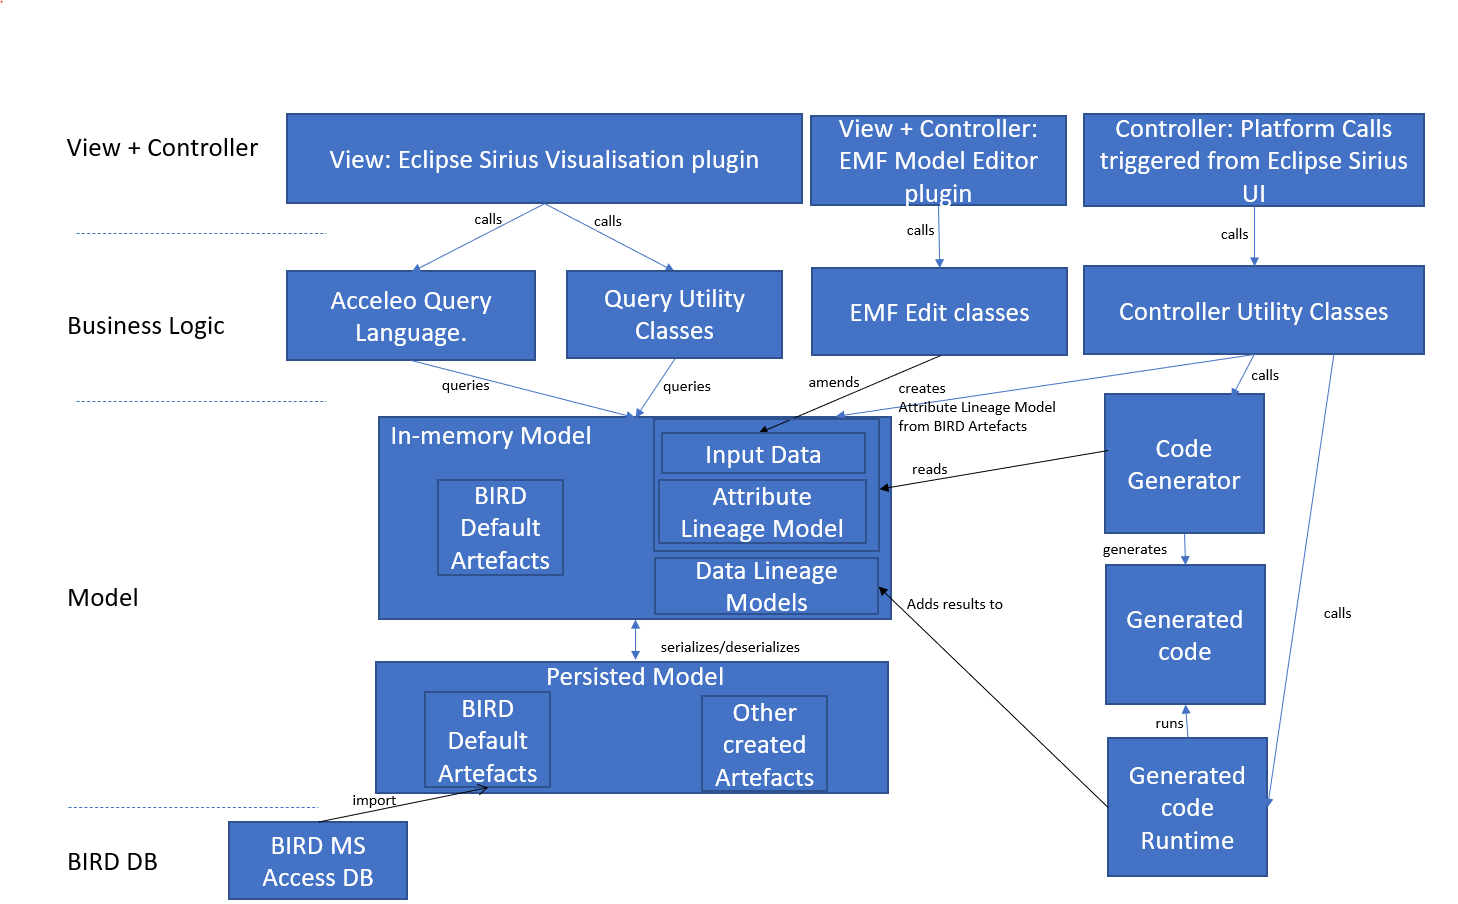 View + Controller
View: Eclipse Sirius Visualisation plugin
View + Controller:
EMF Model Editor
plugin
Controller: Platform Calls
triggered from Eclipse Sirius
UI
calls
calls
calls
calls
Business Logic
Acceleo Query
Language.
Query Utility
Classes
EMF Edit classes
Controller Utility Classes
queries
queries
amends
creates
Attribute Lineage Model
from BIRD Artefacts
calls
Model
In-memory Model
BIRD
Default
Artefacts
Input Data
Attribute
Lineage Model
Data Lineage
Models
reads
Code
Generator
generates
Generated
code
Adds results to
calls
serializes/deserializes
Persisted Model
BIRD
Default
Artefacts
Other
created
Artefacts
runs
Generated
code
Runtime
import
BIRD DB
BIRD MS
Access DB